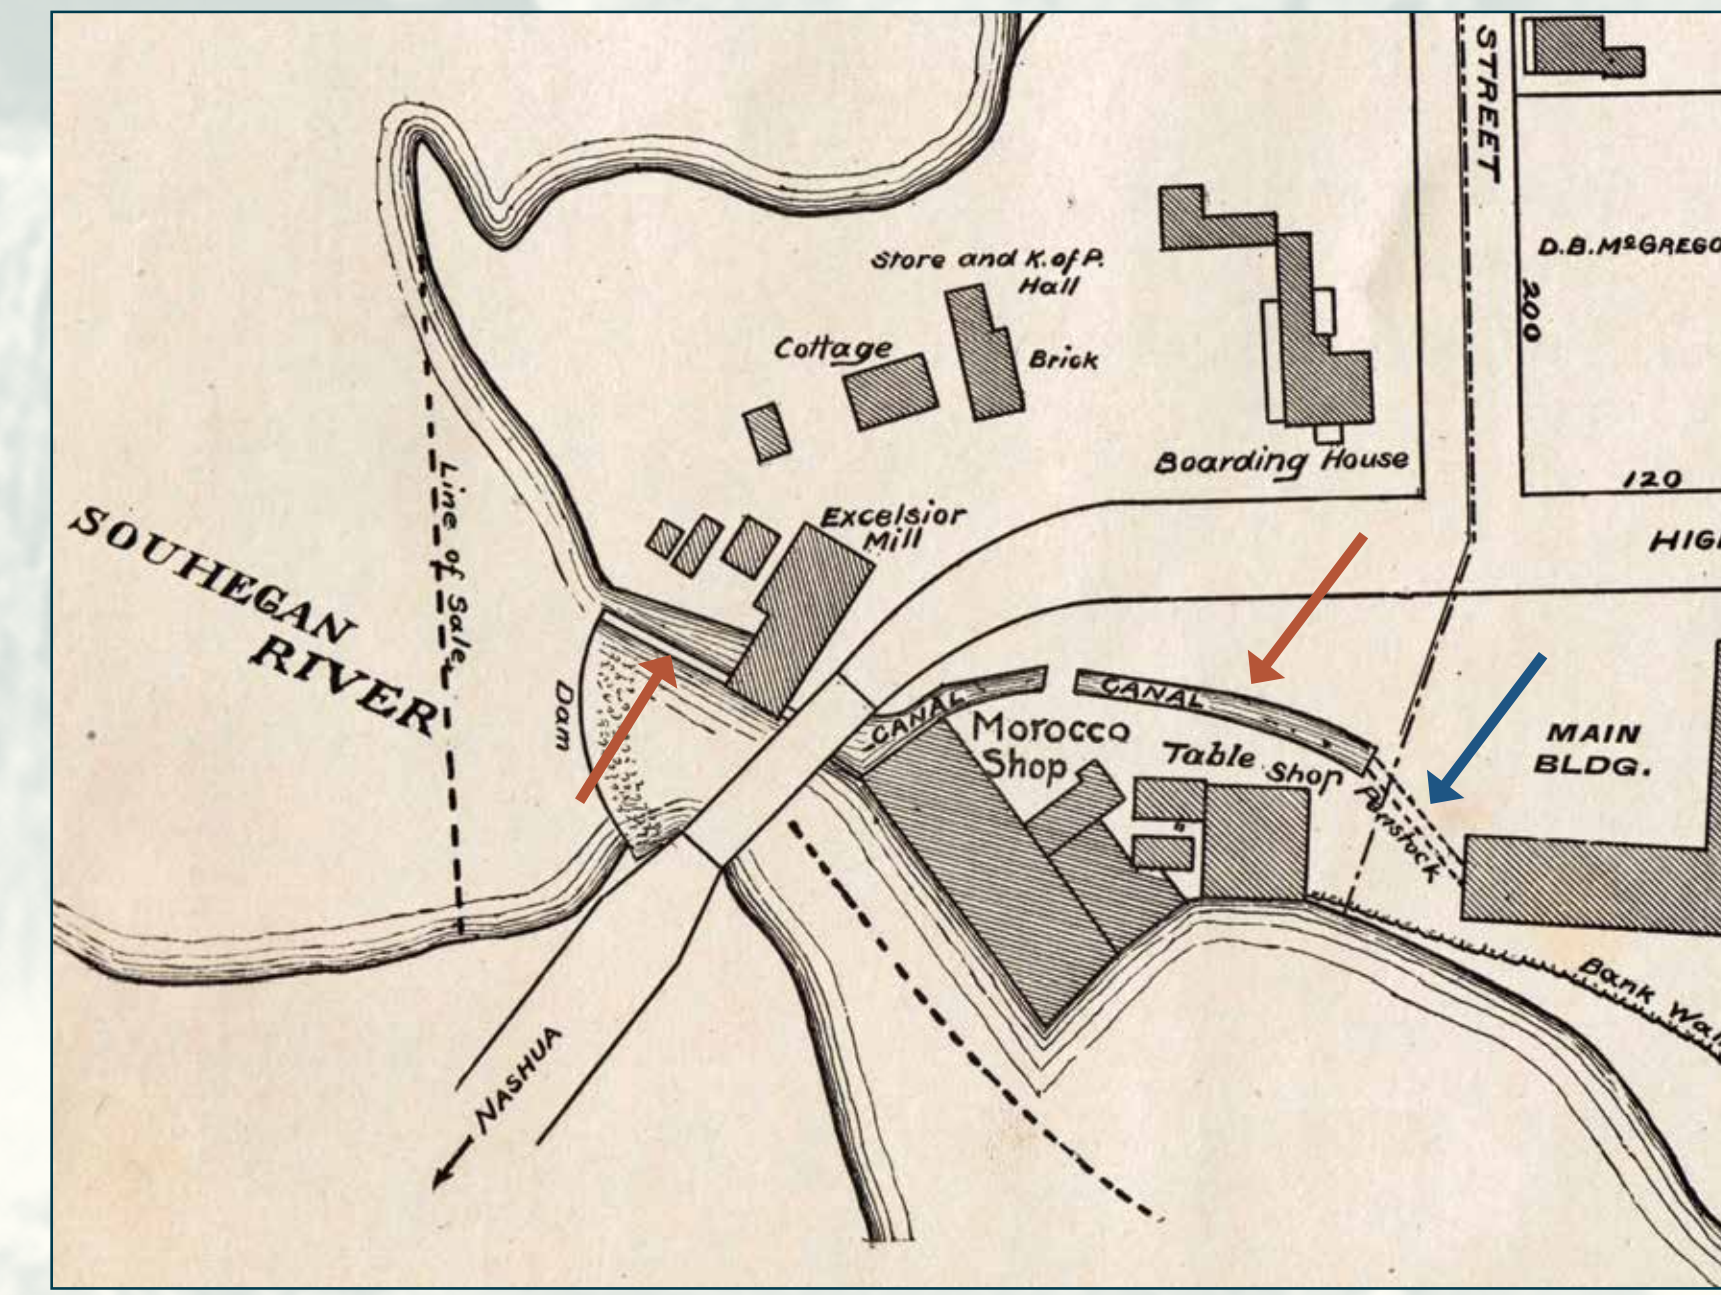 STREET
D.B. McGREGO
200
Store and K. of P.
Hall
Cottage
Brick
Boarding House
120
HIGH
Line of Sale
Excelsior
Mill
SOUHEGAN
RIVER
Dam
CANAL
CANAL
Morocco
Shop
Table Shop
Penstock
MAIN
BLDG.
Bank Wall
NASHUA